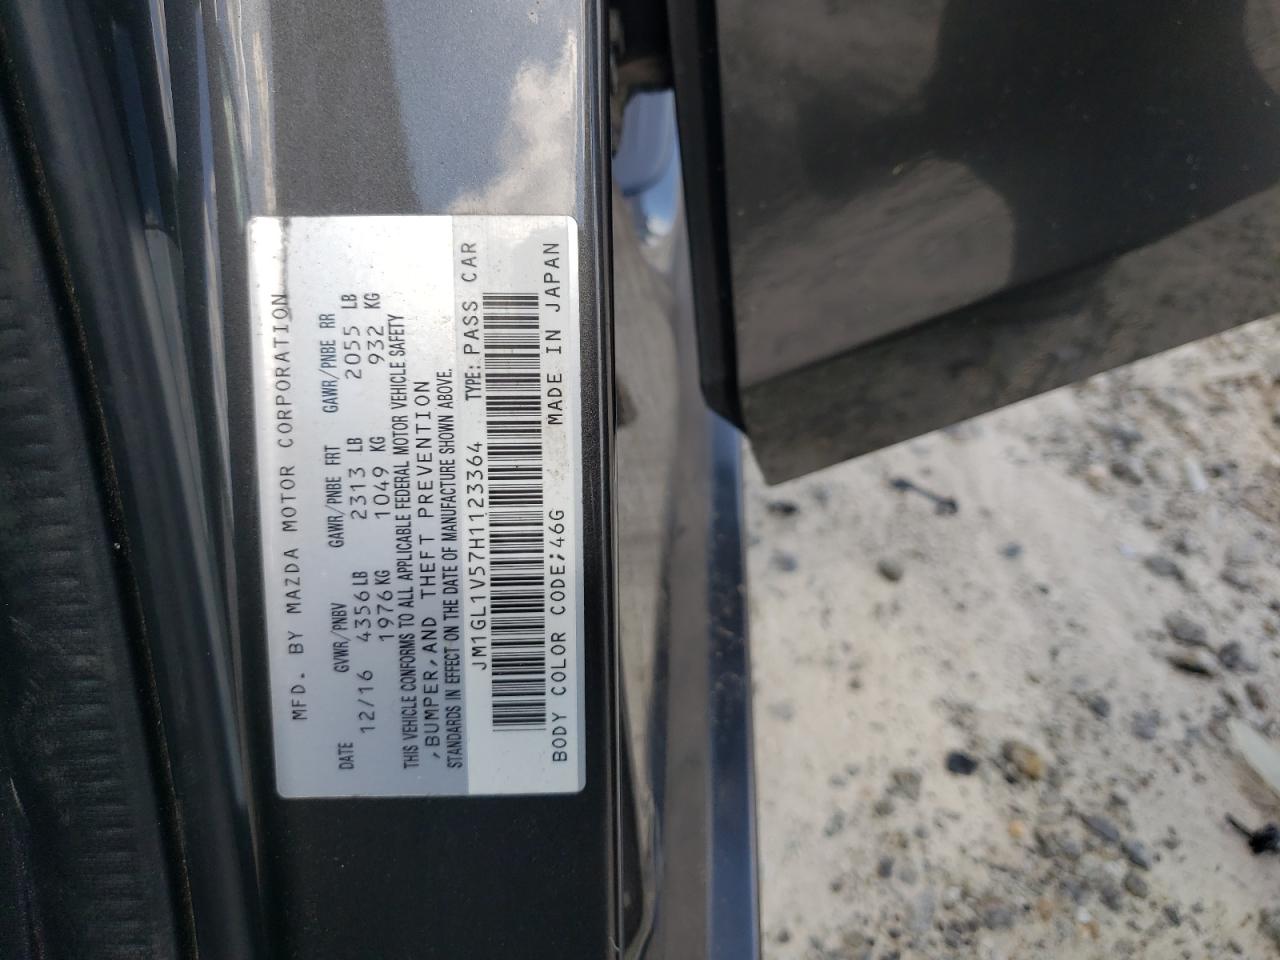 MFD. BY MAZDA MOTOR CORPORATION
DATE GVWR/PNBV GAWR/PNBE FRT GAWR/PNBE RR
12/16 4356LB 2313 LB 2055 LB
1976KG 1049 KG 932 KG
THIS VEHICLE CONFORMS TO ALL APPLICABLE FEDERAL MOTOR VEHICLE SAFETY
,BUMPER,AND THEFT PREVENTION
STANDARDS IN EFFECT ON THE DATE OF MANUFACTURE SHOWN ABOVE.
JM1GL1V57H1123364 TYPE: PASS CAR
BODY COLOR CODE:46G MADE IN JAPAN